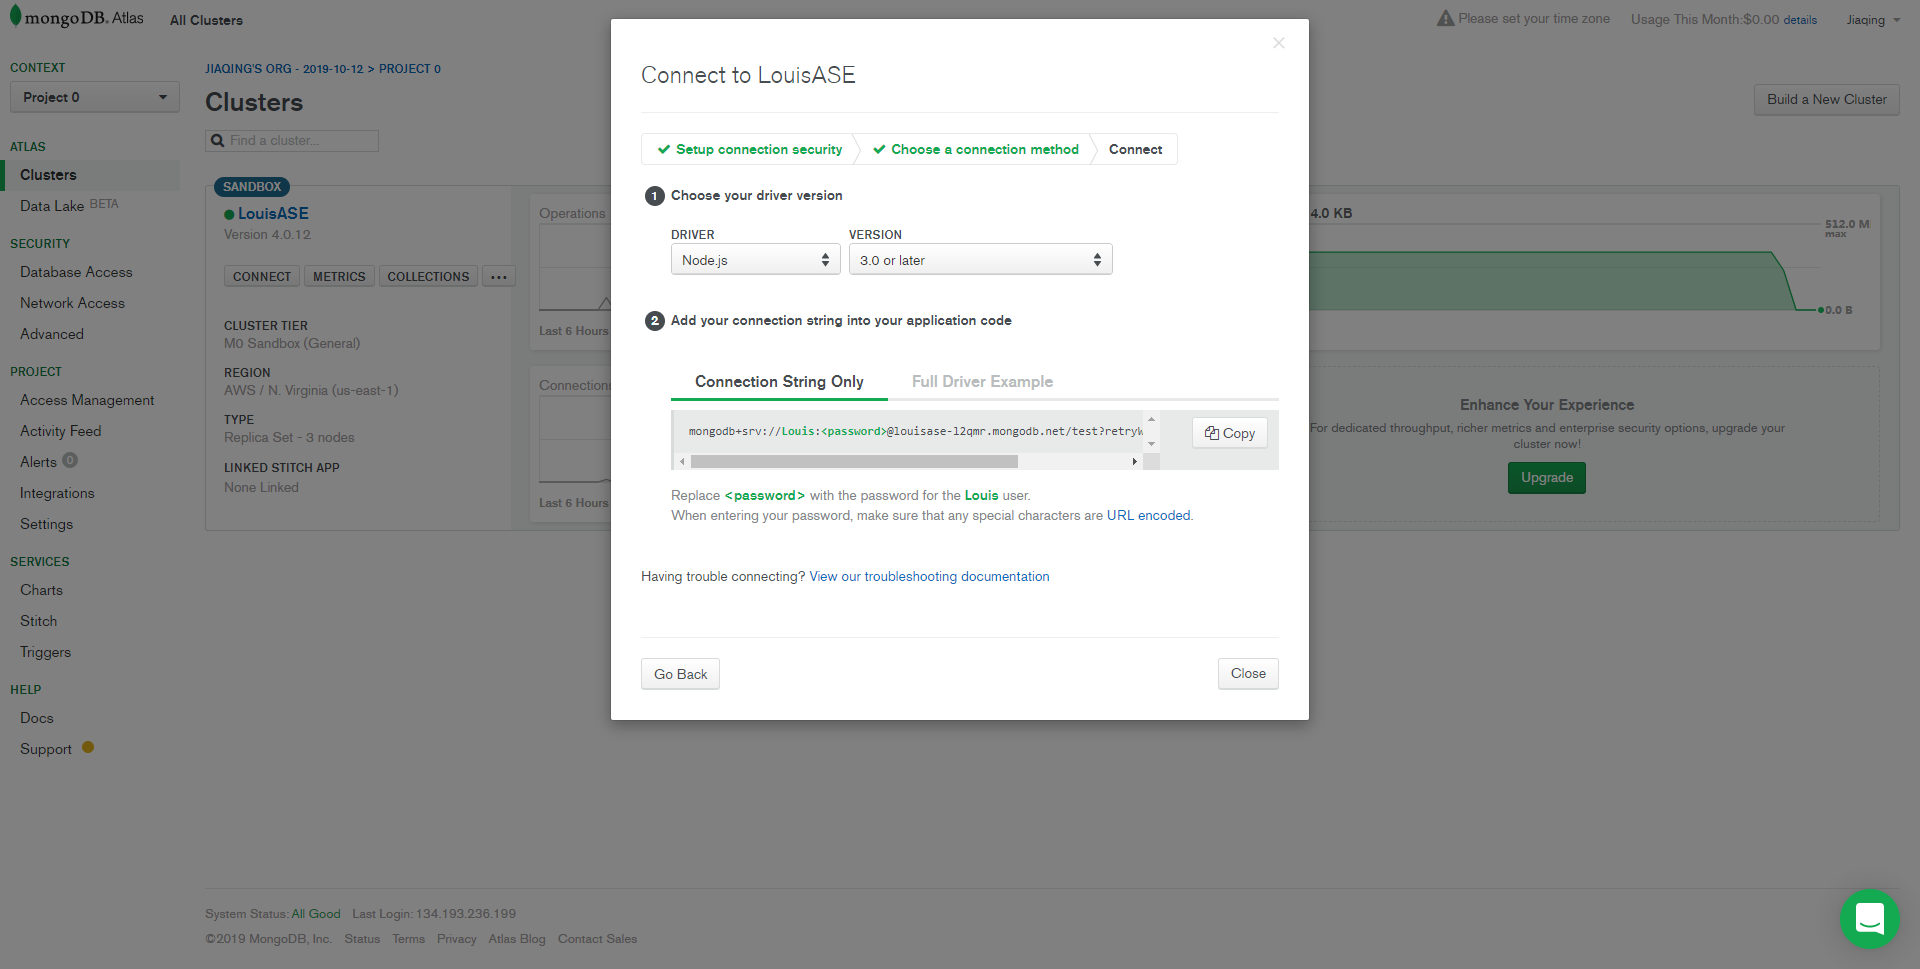 mongoDB. Atlas
All Clusters
Please set your time zone
Usage This Month:$0.00 details
Jiaqing
CONTEXT
Project 0
ATLAS
Clusters
Data Lake BETA
SECURITY
Database Access
Network Access
Advanced
PROJECT
Access Management
Activity Feed
Alerts 0
Integrations
Settings
SERVICES
Charts
Stitch
Triggers
HELP
Docs
Support
JIAQING'S ORG - 2019-10-12 > PROJECT 0
Clusters
Find a cluster...
Build a New Cluster
SANDBOX
LouisASE
Version 4.0.12
CONNECT METRICS COLLECTIONS ...
CLUSTER TIER
M0 Sandbox (General)
REGION
AWS / N. Virginia (us-east-1)
TYPE
Replica Set - 3 nodes
LINKED STITCH APP
None Linked
Operations
Last 6 Hours
Connections
Last 6 Hours
4.0 KB
512.0 M
max
0.0 B
Enhance Your Experience
For dedicated throughput, richer metrics and enterprise security options, upgrade your
cluster now!
Upgrade
Connect to LouisASE
Setup connection security
Choose a connection method
Connect
1 Choose your driver version
DRIVER
VERSION
Node.js
3.0 or later
2 Add your connection string into your application code
Connection String Only
Full Driver Example
mongodb+srv://Louis:<password>@louisase-l2qmr.mongodb.net/test?retryW
Copy
Replace <password> with the password for the Louis user.
When entering your password, make sure that any special characters are URL encoded.
Having trouble connecting? View our troubleshooting documentation
Go Back
Close
System Status: All Good Last Login: 134.193.236.199
©2019 MongoDB, Inc. Status Terms Privacy Atlas Blog Contact Sales